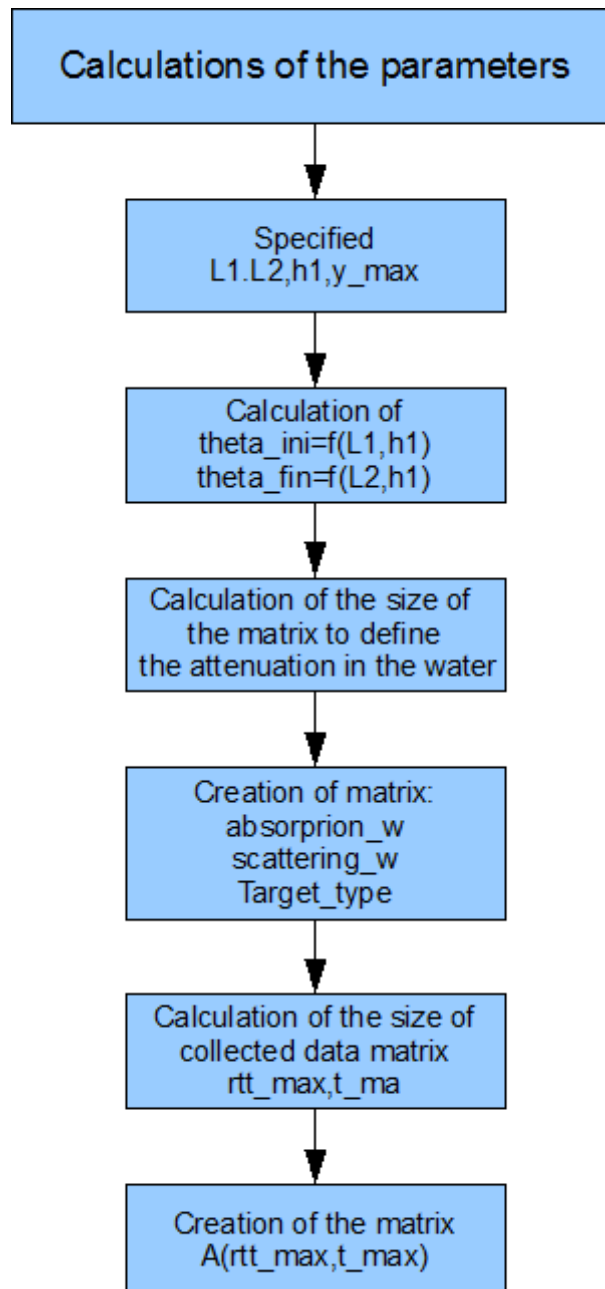 Calculations of the parameters
Specified
L1.L2,h1,y_max
Calculation of
theta_ini=f(L1,h1)
theta_fin=f(L2,h1)
Calculation of the size of
the matrix to define
the attenuation in the water
Creation of matrix:
absorprion_w
scattering_w
Target_type
Calculation of the size of
collected data matrix
rtt_max,t_ma
Creation of the matrix
A(rtt_max,t_max)